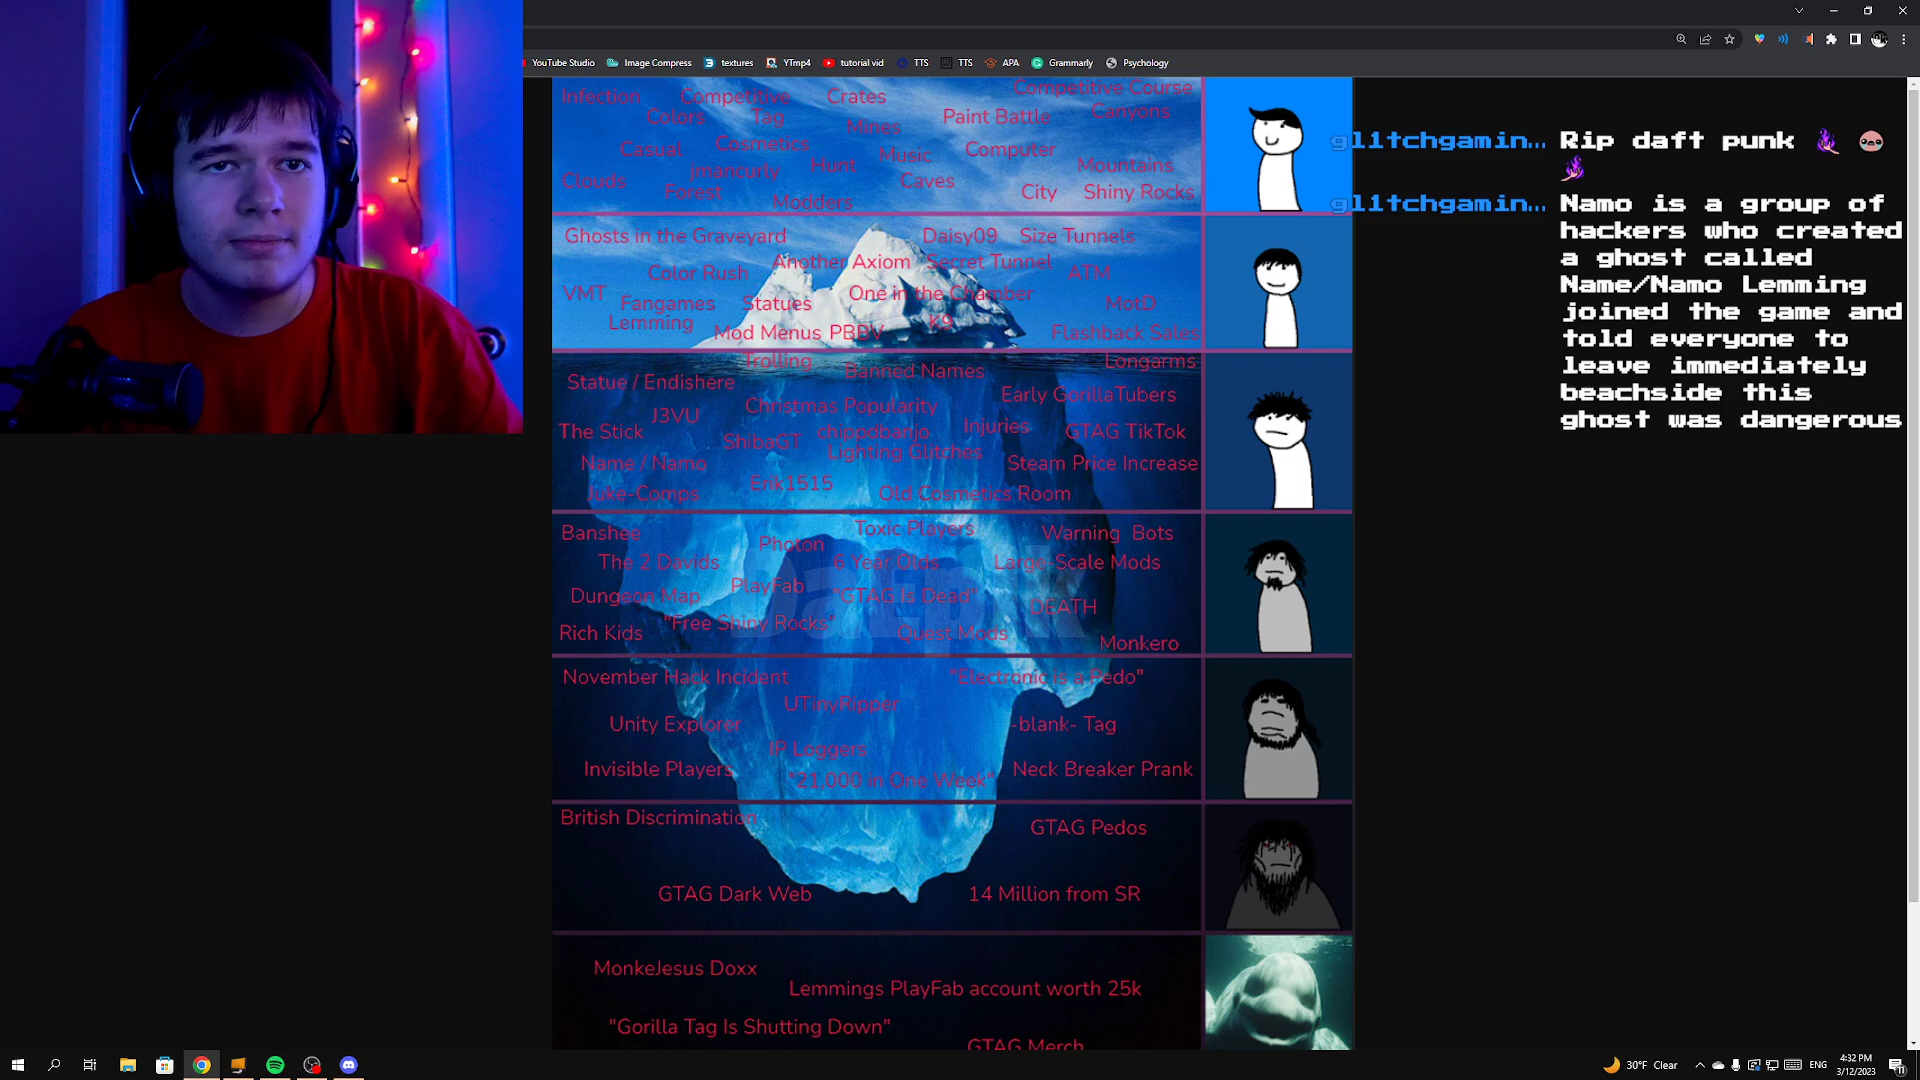 YouTube Studio Image Compress textures YTmp4 tutorial vid TTS TTS APA Grammarly Psychology
Infection Competitive Crates Competitive Course
Colors Tag Mines Paint Battle Canyons
Casual Cosmetics Music Computer
jmancurly Hunt Mountains
Clouds Forest Caves City Shiny Rocks
Modders
Ghosts in the Graveyard Daisy09 Size Tunnels
Color Rush Another Axiom Secret Tunnel ATM
VMT Fangames Statues One in the Chamber MotD
Lemming Mod Menus PBBV K9 Flashback Sales
Trolling Banned Names Longarms
Statue / Endishere Early GorillaTubers
J3VU Christmas Popularity
The Stick ShibaGT chippdbanjo Injuries GTAG TikTok
Lighting Glitches
Name / Namo Steam Price Increase
Juke-Comps Erik1515 Old Cosmetics Room
Banshee Toxic Players Warning Bots
Photon
The 2 Davids 6 Year Olds Large-Scale Mods
PlayFab
Dungeon Map "GTAG Is Dead" DEATH
Rich Kids "Free Shiny Rocks" Quest Mods Monkero
November Hack Incident "Electronic is a Pedo"
UTinyRipper
Unity Explorer -blank- Tag
IP Loggers
Invisible Players "21,000 in One Week" Neck Breaker Prank
British Discrimination GTAG Pedos
GTAG Dark Web 14 Million from SR
MonkeJesus Doxx
Lemmings PlayFab account worth 25k
"Gorilla Tag Is Shutting Down"
GTAG Merch
gl1tchgamin... Rip daft punk
gl1tchgamin... Namo is a group of
hackers who created
a ghost called
Name/Namo Lemming
joined the game and
told everyone to
leave immediately
beachside this
ghost was dangerous
30°F Clear ENG 4:32 PM
3/12/2023